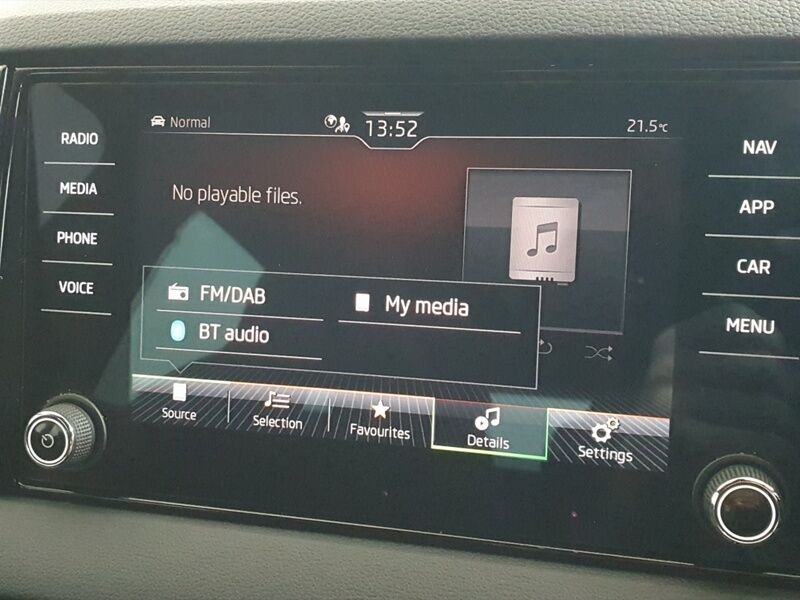 RADIO
MEDIA
PHONE
VOICE
Normal
13:52
21.5°C
No playable files.
FM/DAB
My media
BT audio
Source
Selection
Favourites
Details
Settings
NAV
APP
CAR
MENU